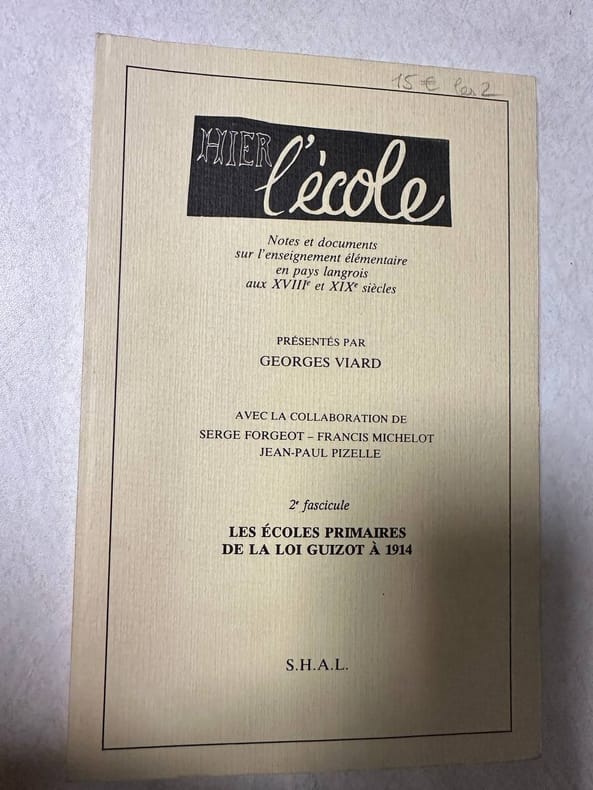 15 € les 2
HIER
l'école
Notes et documents
sur l'enseignement élémentaire
en pays langrois
aux XVIIIe et XIXe siècles
PRÉSENTÉS PAR
GEORGES VIARD
AVEC LA COLLABORATION DE
SERGE FORGEOT – FRANCIS MICHELOT
JEAN-PAUL PIZELLE
2e fascicule
LES ÉCOLES PRIMAIRES
DE LA LOI GUIZOT À 1914
S.H.A.L.